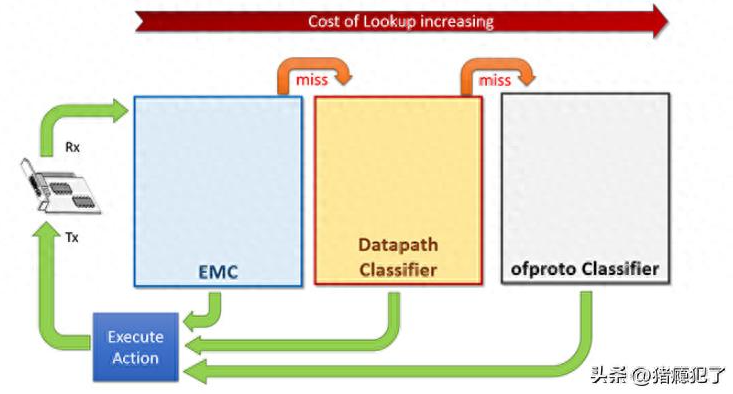 Cost of Lookup increasing
miss
miss
Rx
Tx
EMC
Datapath
Classifier
ofproto Classifier
Execute
Action
头条 @猪瘾犯了